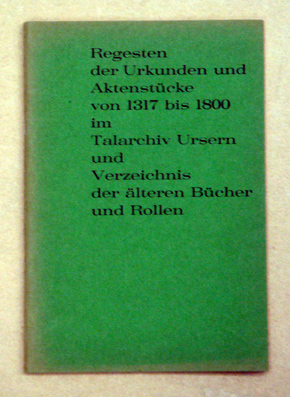 Regesten
der Urkunden und
Aktenstücke
von 1317 bis 1800
im
Talarchiv Ursern
und
Verzeichnis
der älteren Bücher
und Rollen